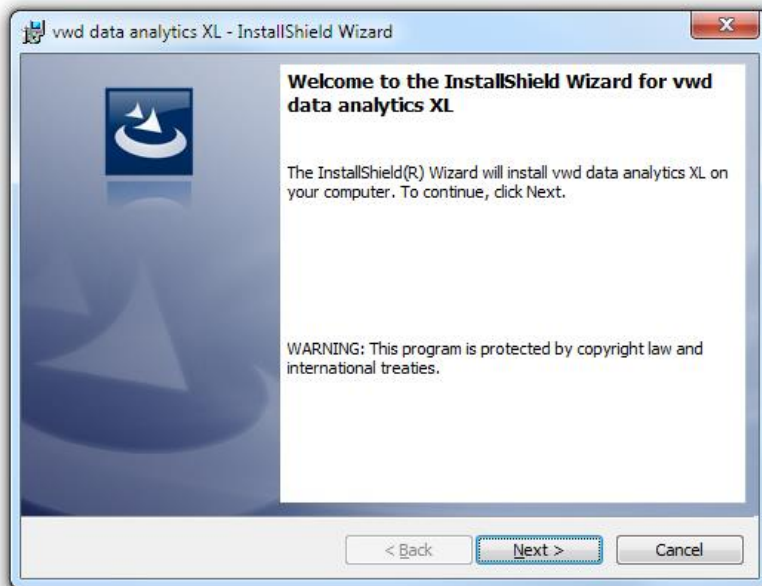 vwd data analytics XL - InstallShield Wizard
Welcome to the InstallShield Wizard for vwd
data analytics XL
The InstallShield(R) Wizard will install vwd data analytics XL on
your computer. To continue, click Next.
WARNING: This program is protected by copyright law and
international treaties.
< Back Next > Cancel